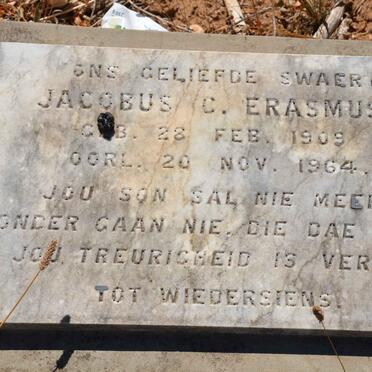 ONS GELIEFDE SWAER
JACOBUS C. ERASMUS
GEB. 28 FEB. 1909
OORL. 20 NOV. 1964.
JOU SON SAL NIE MEER
ONDER GAAN NIE. DIE DAE
JOU TREURIGHEID IS VER
TOT WIEDERSIENS